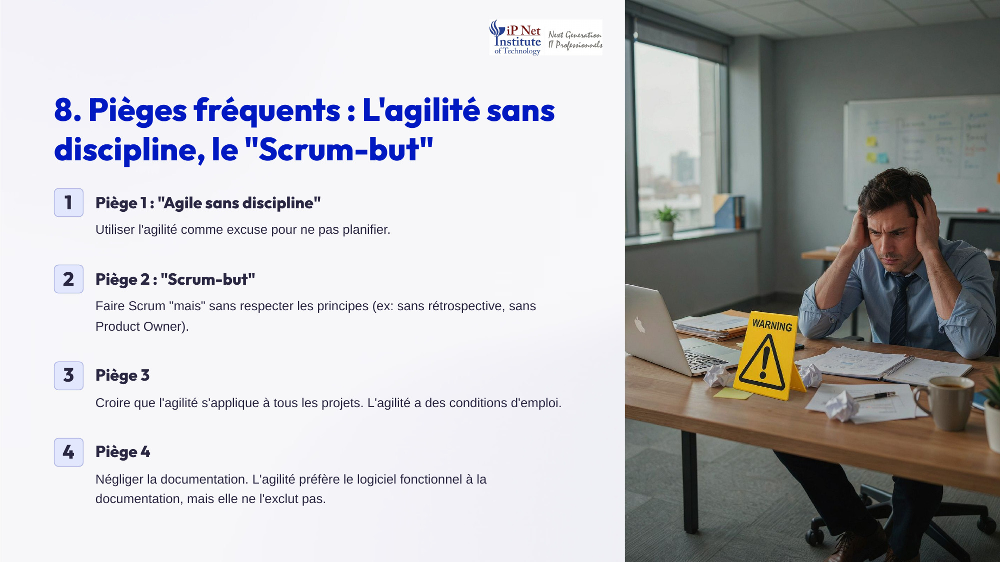 iP Net
Institute
of Technology
Next Generation
IT Professionnels
8. Pièges fréquents : L'agilité sans
discipline, le "Scrum-but"
1
Piège 1 : "Agile sans discipline"
Utiliser l'agilité comme excuse pour ne pas planifier.
2
Piège 2 : "Scrum-but"
Faire Scrum "mais" sans respecter les principes (ex: sans rétrospective, sans
Product Owner).
3
Piège 3
Croire que l'agilité s'applique à tous les projets. L'agilité a des conditions d'emploi.
4
Piège 4
Négliger la documentation. L'agilité préfère le logiciel fonctionnel à la
documentation, mais elle ne l'exclut pas.
WARNING